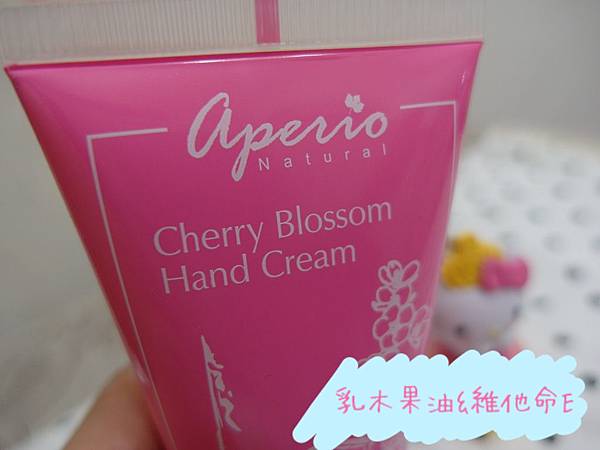 aperio
Natural
Cherry Blossom
Hand Cream
乳木果油&維他命E